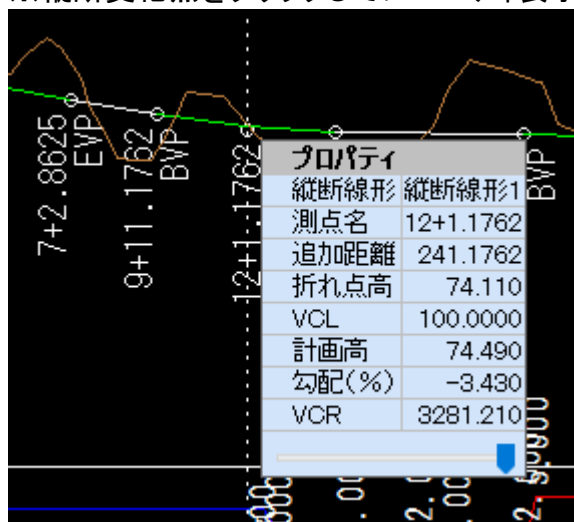 7+2.8625
EVP
9+11.1762
BVP
12+1.1762
BVP
プロパティ
縦断線形 縦断線形1
測点名 12+1.1762
追加距離 241.1762
折れ点高 74.110
VCL 100.0000
計画高 74.490
勾配(%) -3.430
VCR 3281.210